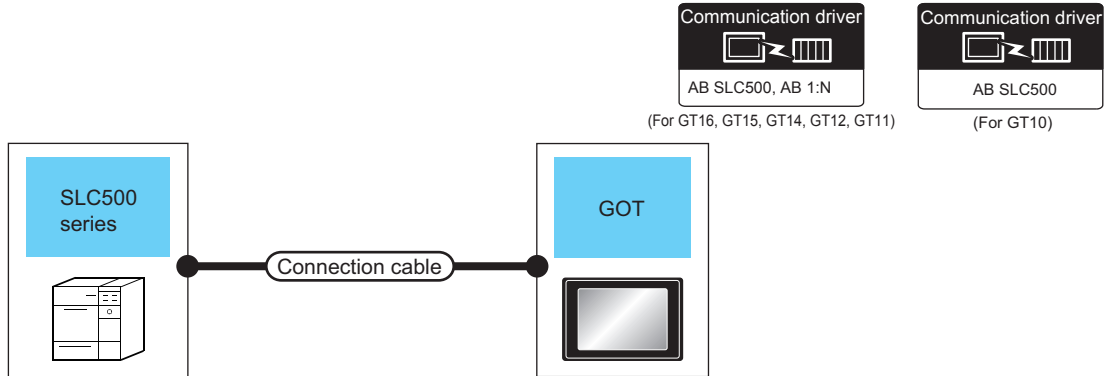 Communication driver
AB SLC500, AB 1:N
(For GT16, GT15, GT14, GT12, GT11)
Communication driver
AB SLC500
(For GT10)
SLC500
series
Connection cable
GOT